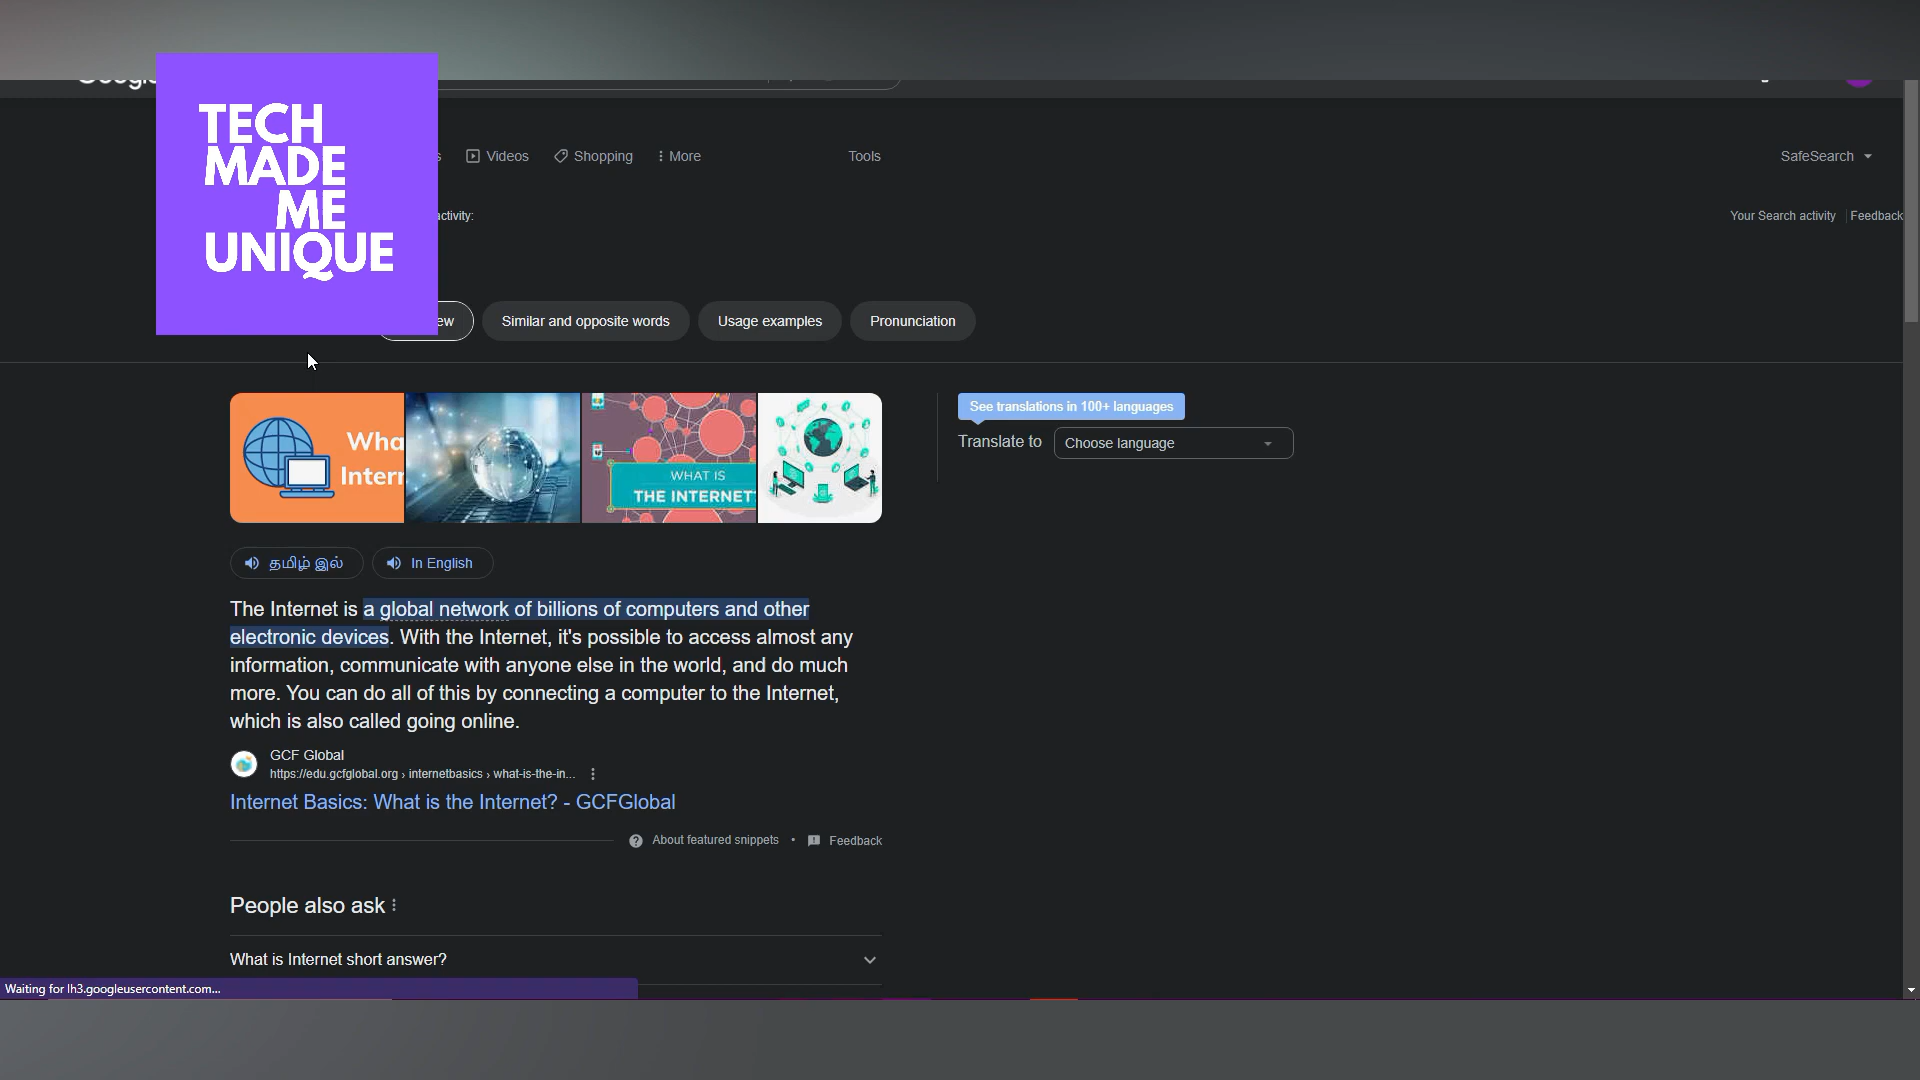 TECH
MADE
ME
UNIQUE
Videos
Shopping
More
Tools
SafeSearch
Your Search activity
Feedback
Similar and opposite words
Usage examples
Pronunciation
WHAT IS
THE INTERNET
See translations in 100+ languages
Translate to
Choose language
தமிழ் இல்
In English
The Internet is a global network of billions of computers and other
electronic devices. With the Internet, it's possible to access almost any
information, communicate with anyone else in the world, and do much
more. You can do all of this by connecting a computer to the Internet,
which is also called going online.
GCF Global
https://edu.gcfglobal.org › internetbasics › what-is-the-in...
Internet Basics: What is the Internet? - GCFGlobal
About featured snippets • Feedback
People also ask
What is Internet short answer?
Waiting for lh3.googleusercontent.com...